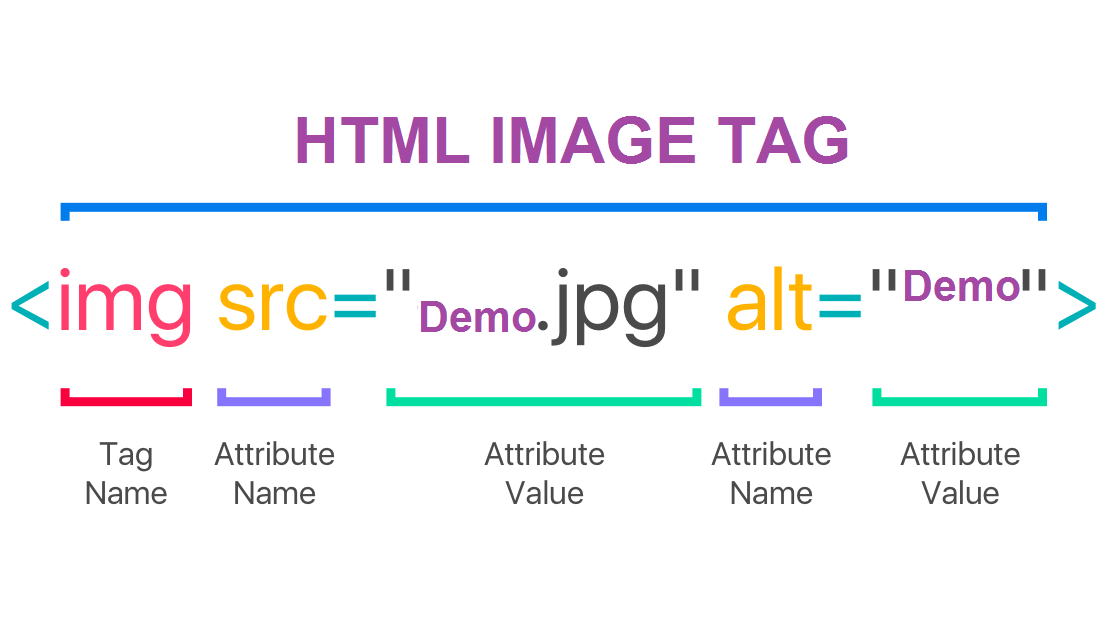 HTML IMAGE TAG
<img src="Demo.jpg" alt="Demo">
Tag Name
Attribute Name
Attribute Value
Attribute Name
Attribute Value